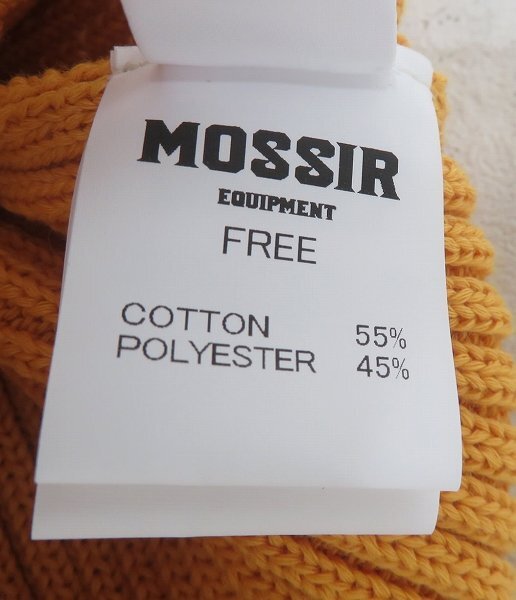 MOSSIR
EQUIPMENT
FREE
COTTON 55%
POLYESTER 45%